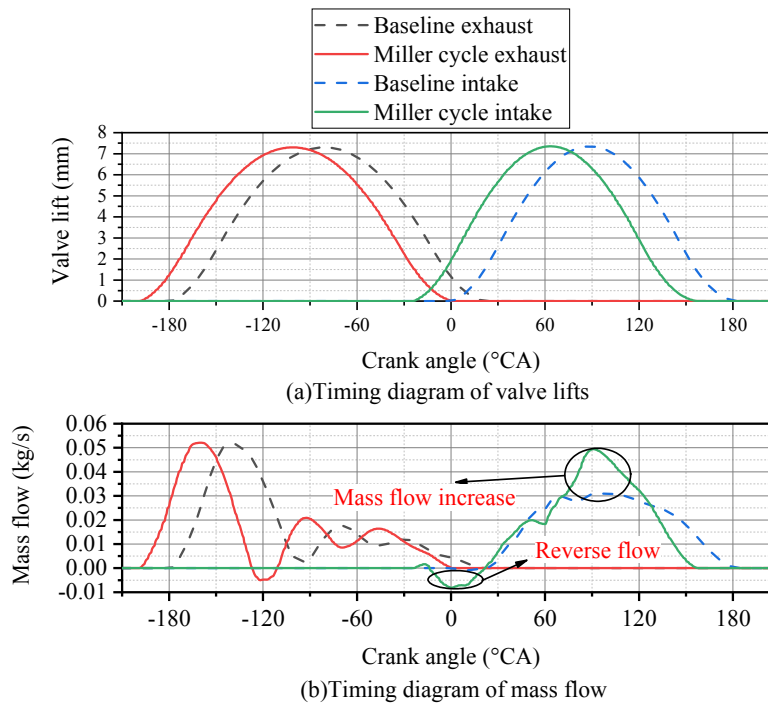 Baseline exhaust
Miller cycle exhaust
Baseline intake
Miller cycle intake
8
7
6
5
4
3
2
1
0
Valve lift (mm)
-180 -120 -60 0 60 120 180
Crank angle (°CA)
(a)Timing diagram of valve lifts
0.06
0.05
0.04
0.03
0.02
0.01
0.00
-0.01
Mass flow (kg/s)
Mass flow increase
Reverse flow
-180 -120 -60 0 60 120 180
Crank angle (°CA)
(b)Timing diagram of mass flow